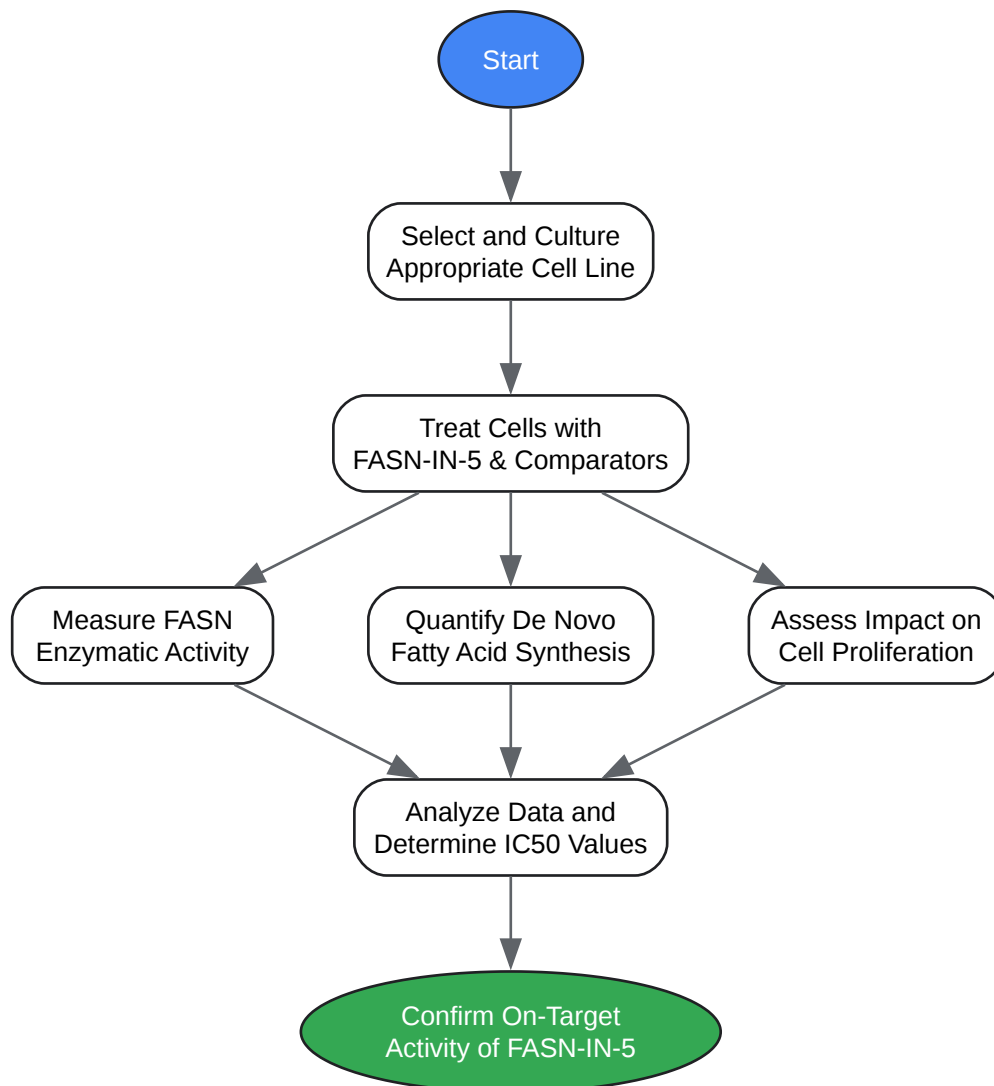 Start
Select and Culture
Appropriate Cell Line
Treat Cells with
FASN-IN-5 & Comparators
Measure FASN
Enzymatic Activity
Quantify De Novo
Fatty Acid Synthesis
Assess Impact on
Cell Proliferation
Analyze Data and
Determine IC50 Values
Confirm On-Target
Activity of FASN-IN-5